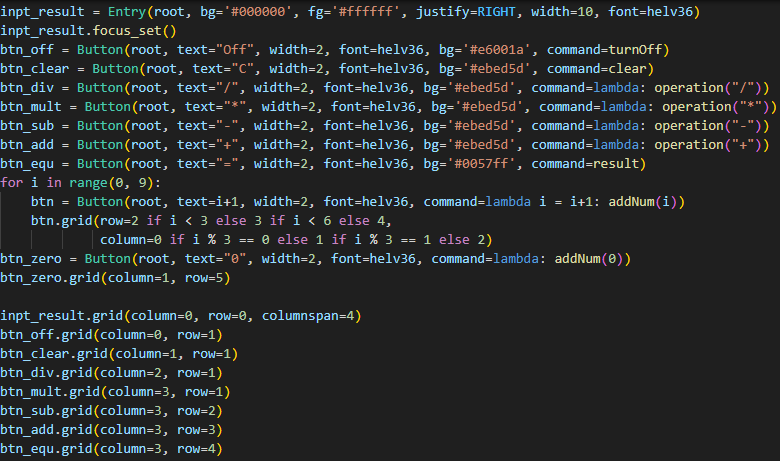 inpt_result = Entry(root, bg='#000000', fg='#ffffff', justify=RIGHT, width=10, font=helv36)
inpt_result.focus_set()
btn_off = Button(root, text="Off", width=2, font=helv36, bg='#e6001a', command=turnOff)
btn_clear = Button(root, text="C", width=2, font=helv36, bg='#ebed5d', command=clear)
btn_div = Button(root, text="/", width=2, font=helv36, bg='#ebed5d', command=lambda: operation("/"))
btn_mult = Button(root, text="*", width=2, font=helv36, bg='#ebed5d', command=lambda: operation("*"))
btn_sub = Button(root, text="-", width=2, font=helv36, bg='#ebed5d', command=lambda: operation("-"))
btn_add = Button(root, text="+", width=2, font=helv36, bg='#ebed5d', command=lambda: operation("+"))
btn_equ = Button(root, text="=", width=2, font=helv36, bg='#0057ff', command=result)
for i in range(0, 9):
    btn = Button(root, text=i+1, width=2, font=helv36, command=lambda i = i+1: addNum(i))
    btn.grid(row=2 if i < 3 else 3 if i < 6 else 4,
             column=0 if i % 3 == 0 else 1 if i % 3 == 1 else 2)
btn_zero = Button(root, text="0", width=2, font=helv36, command=lambda: addNum(0))
btn_zero.grid(column=1, row=5)

inpt_result.grid(column=0, row=0, columnspan=4)
btn_off.grid(column=0, row=1)
btn_clear.grid(column=1, row=1)
btn_div.grid(column=2, row=1)
btn_mult.grid(column=3, row=1)
btn_sub.grid(column=3, row=2)
btn_add.grid(column=3, row=3)
btn_equ.grid(column=3, row=4)